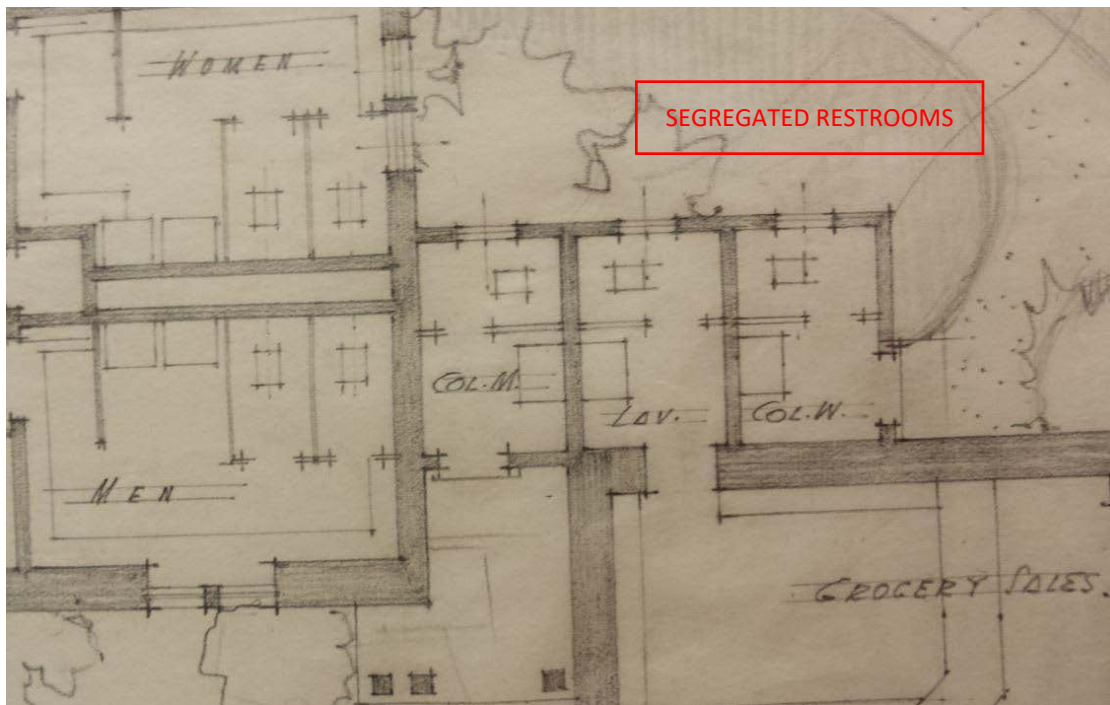 WOMEN
SEGREGATED RESTROOMS
COL. M.
LAV.
COL. W.
MEN
GROCERY SALES.